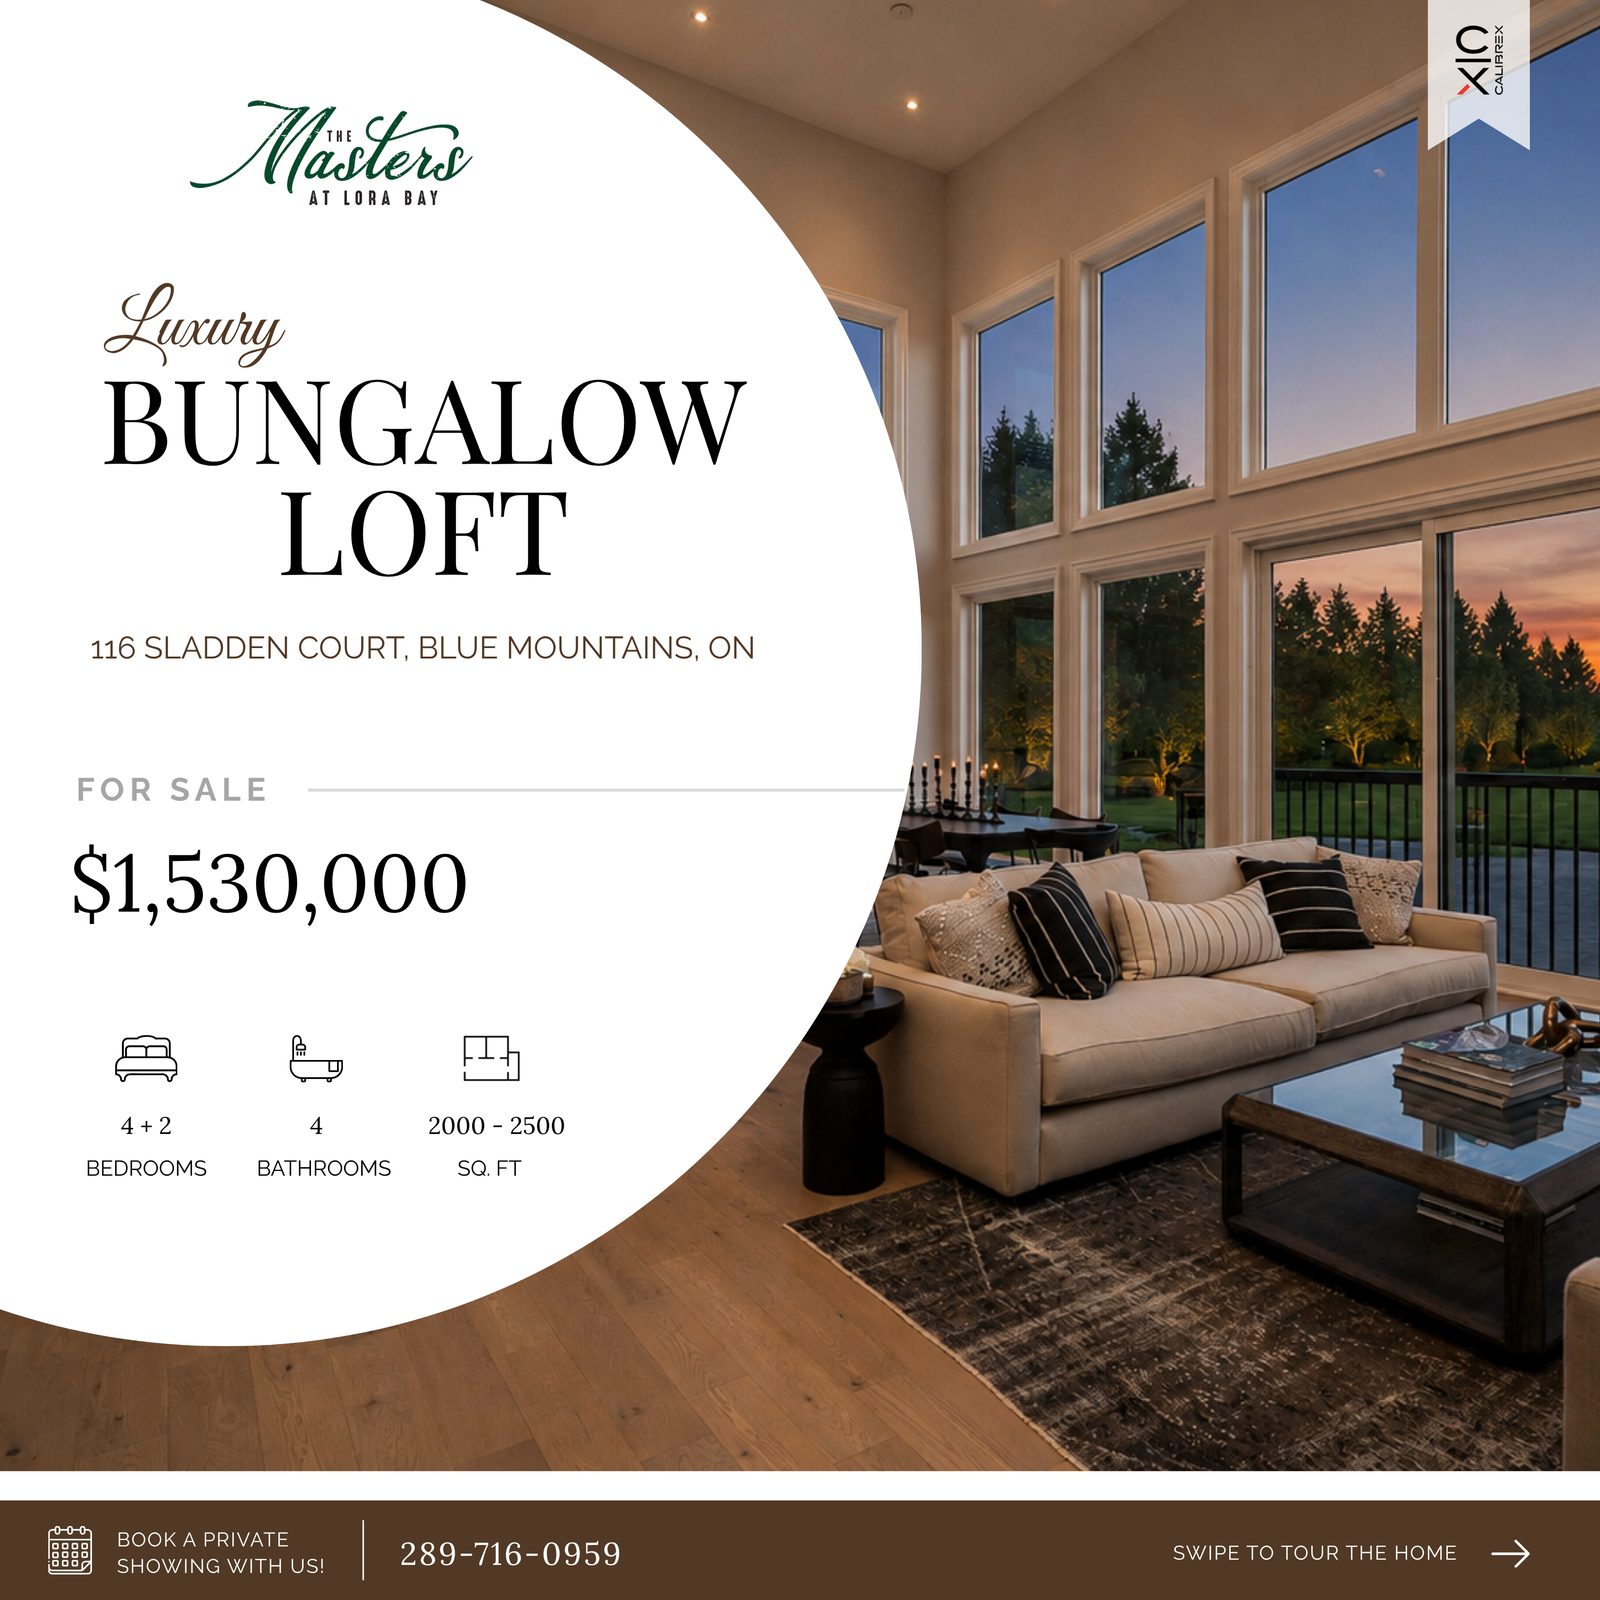 THE
Masters
AT LORA BAY
CALIBREX
Luxury
BUNGALOW
LOFT
116 SLADDEN COURT, BLUE MOUNTAINS, ON
FOR SALE
$1,530,000
4 + 2
BEDROOMS
4
BATHROOMS
2000 - 2500
SQ. FT
BOOK A PRIVATE
SHOWING WITH US!
289-716-0959
SWIPE TO TOUR THE HOME